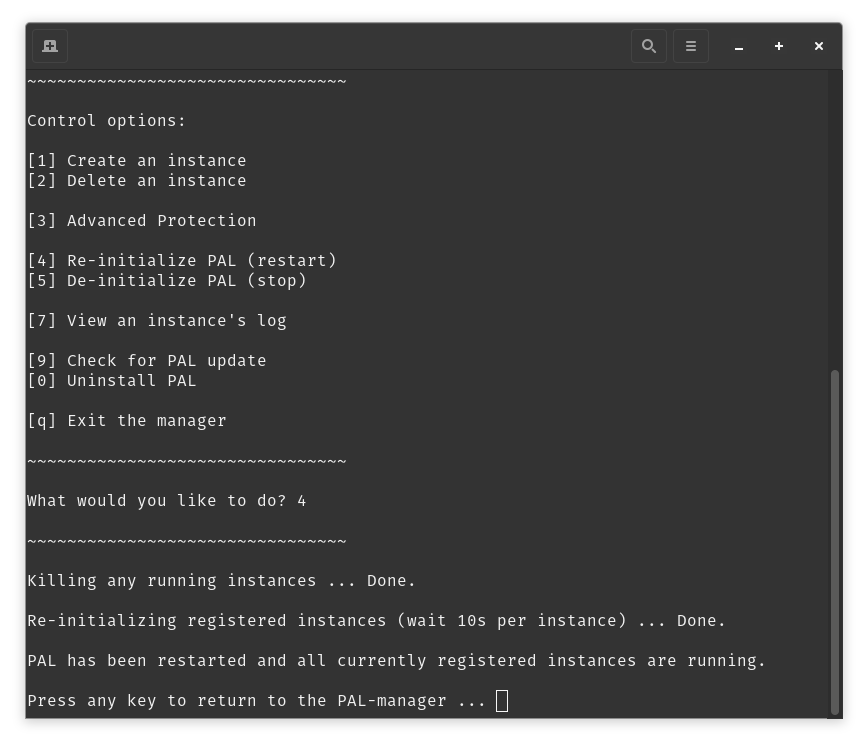 ~~~~~~~~~~~~~~~~~~~~~~~~~~~~~~~~
Control options:
[1] Create an instance
[2] Delete an instance
[3] Advanced Protection
[4] Re-initialize PAL (restart)
[5] De-initialize PAL (stop)
[7] View an instance's log
[9] Check for PAL update
[0] Uninstall PAL
[q] Exit the manager
~~~~~~~~~~~~~~~~~~~~~~~~~~~~~~~~
What would you like to do? 4
~~~~~~~~~~~~~~~~~~~~~~~~~~~~~~~~
Killing any running instances ... Done.
Re-initializing registered instances (wait 10s per instance) ... Done.
PAL has been restarted and all currently registered instances are running.
Press any key to return to the PAL-manager ...